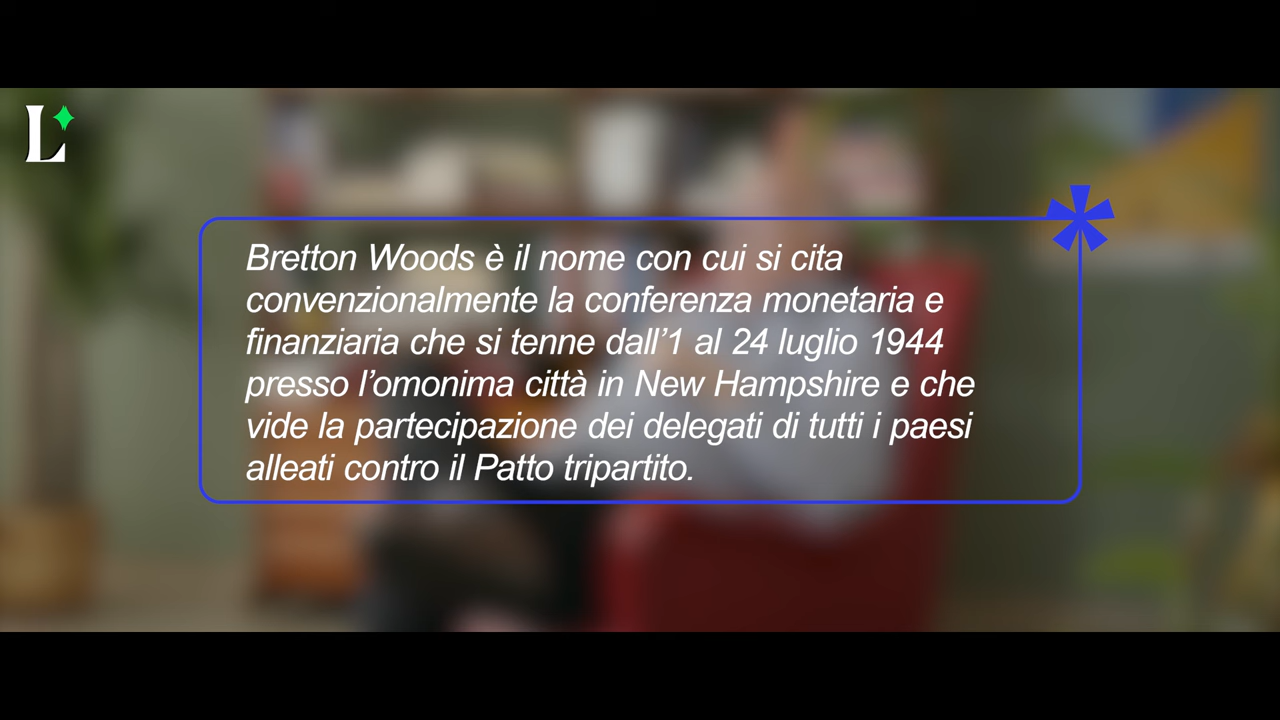 L
Bretton Woods è il nome con cui si cita
convenzionalmente la conferenza monetaria e
finanziaria che si tenne dall’1 al 24 luglio 1944
presso l’omonima città in New Hampshire e che
vide la partecipazione dei delegati di tutti i paesi
alleati contro il Patto tripartito.